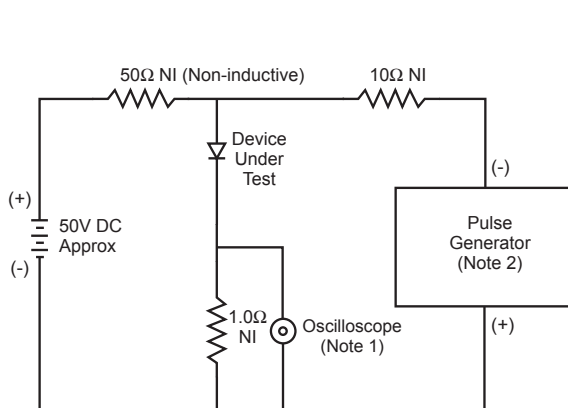 50Ω NI (Non-inductive)
10Ω NI
Device
Under
Test
(-)
(+)
50V DC
Approx
(-)
Pulse
Generator
(Note 2)
1.0Ω
NI
Oscilloscope
(Note 1)
(+)